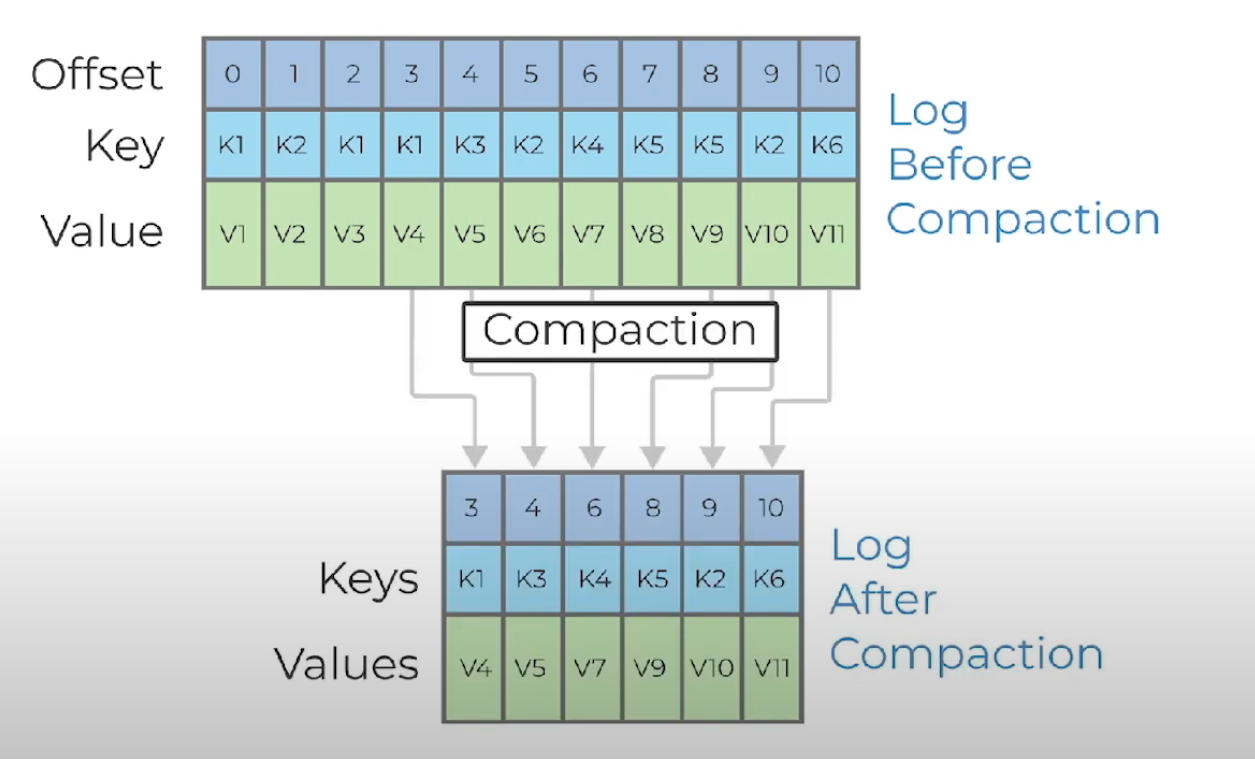 Offset 0 1 2 3 4 5 6 7 8 9 10
Key K1 K2 K1 K1 K3 K2 K4 K5 K5 K2 K6
Value V1 V2 V3 V4 V5 V6 V7 V8 V9 V10 V11
Log
Before
Compaction
Compaction
3 4 6 8 9 10
Keys K1 K3 K4 K5 K2 K6
Values V4 V5 V7 V9 V10 V11
Log
After
Compaction